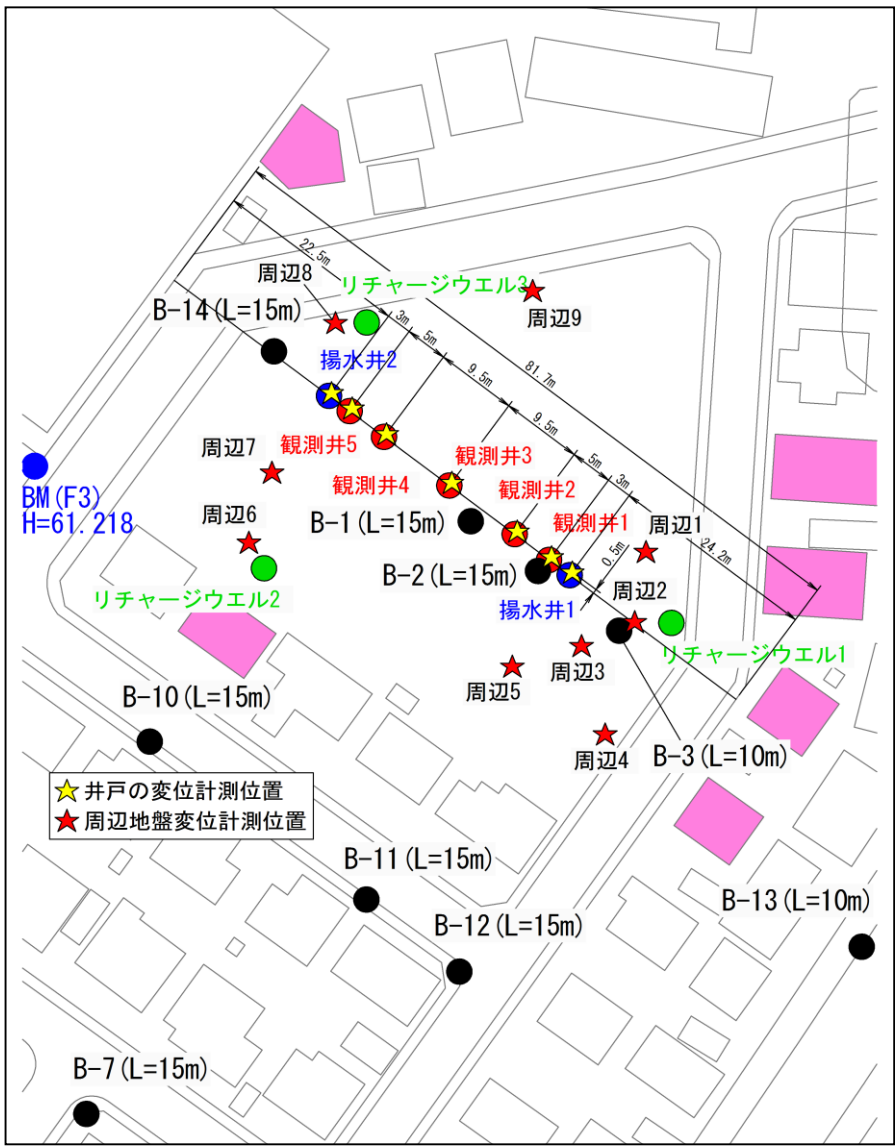 22.5m
周辺8
リチャージウエル3
周辺9
B-14(L=15m)
3m
5m
揚水井2
9.5m
81.7m
9.5m
観測井5
周辺7
観測井3
観測井4
5m
BM(F3)
H=61.218
観測井2
3m
周辺6
B-1(L=15m)
観測井1
周辺1
24.2m
0.5m
B-2(L=15m)
周辺2
リチャージウエル2
揚水井1
周辺3
リチャージウエル1
周辺5
B-10(L=15m)
周辺4
B-3(L=10m)
井戸の変位計測位置
周辺地盤変位計測位置
B-11(L=15m)
B-13(L=10m)
B-12(L=15m)
B-7(L=15m)